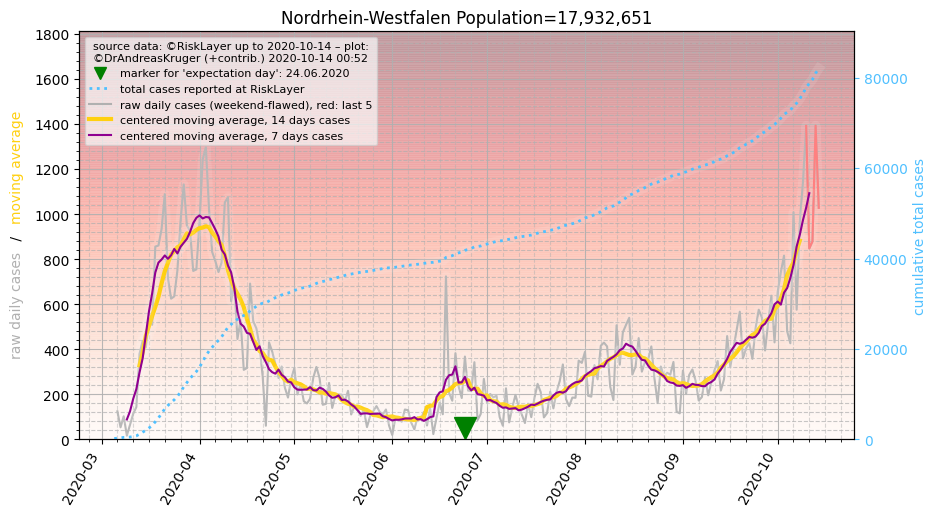 Nordrhein-Westfalen Population=17,932,651
source data: ©RiskLayer up to 2020-10-14 – plot:
©DrAndreasKruger (+contrib.) 2020-10-14 00:52
marker for 'expectation day': 24.06.2020
total cases reported at RiskLayer
raw daily cases (weekend-flawed), red: last 5
centered moving average, 14 days cases
centered moving average, 7 days cases
raw daily cases / moving average
1800
1600
1400
1200
1000
800
600
400
200
0
80000
60000
40000
20000
0
cumulative total cases
2020-03
2020-04
2020-05
2020-06
2020-07
2020-08
2020-09
2020-10